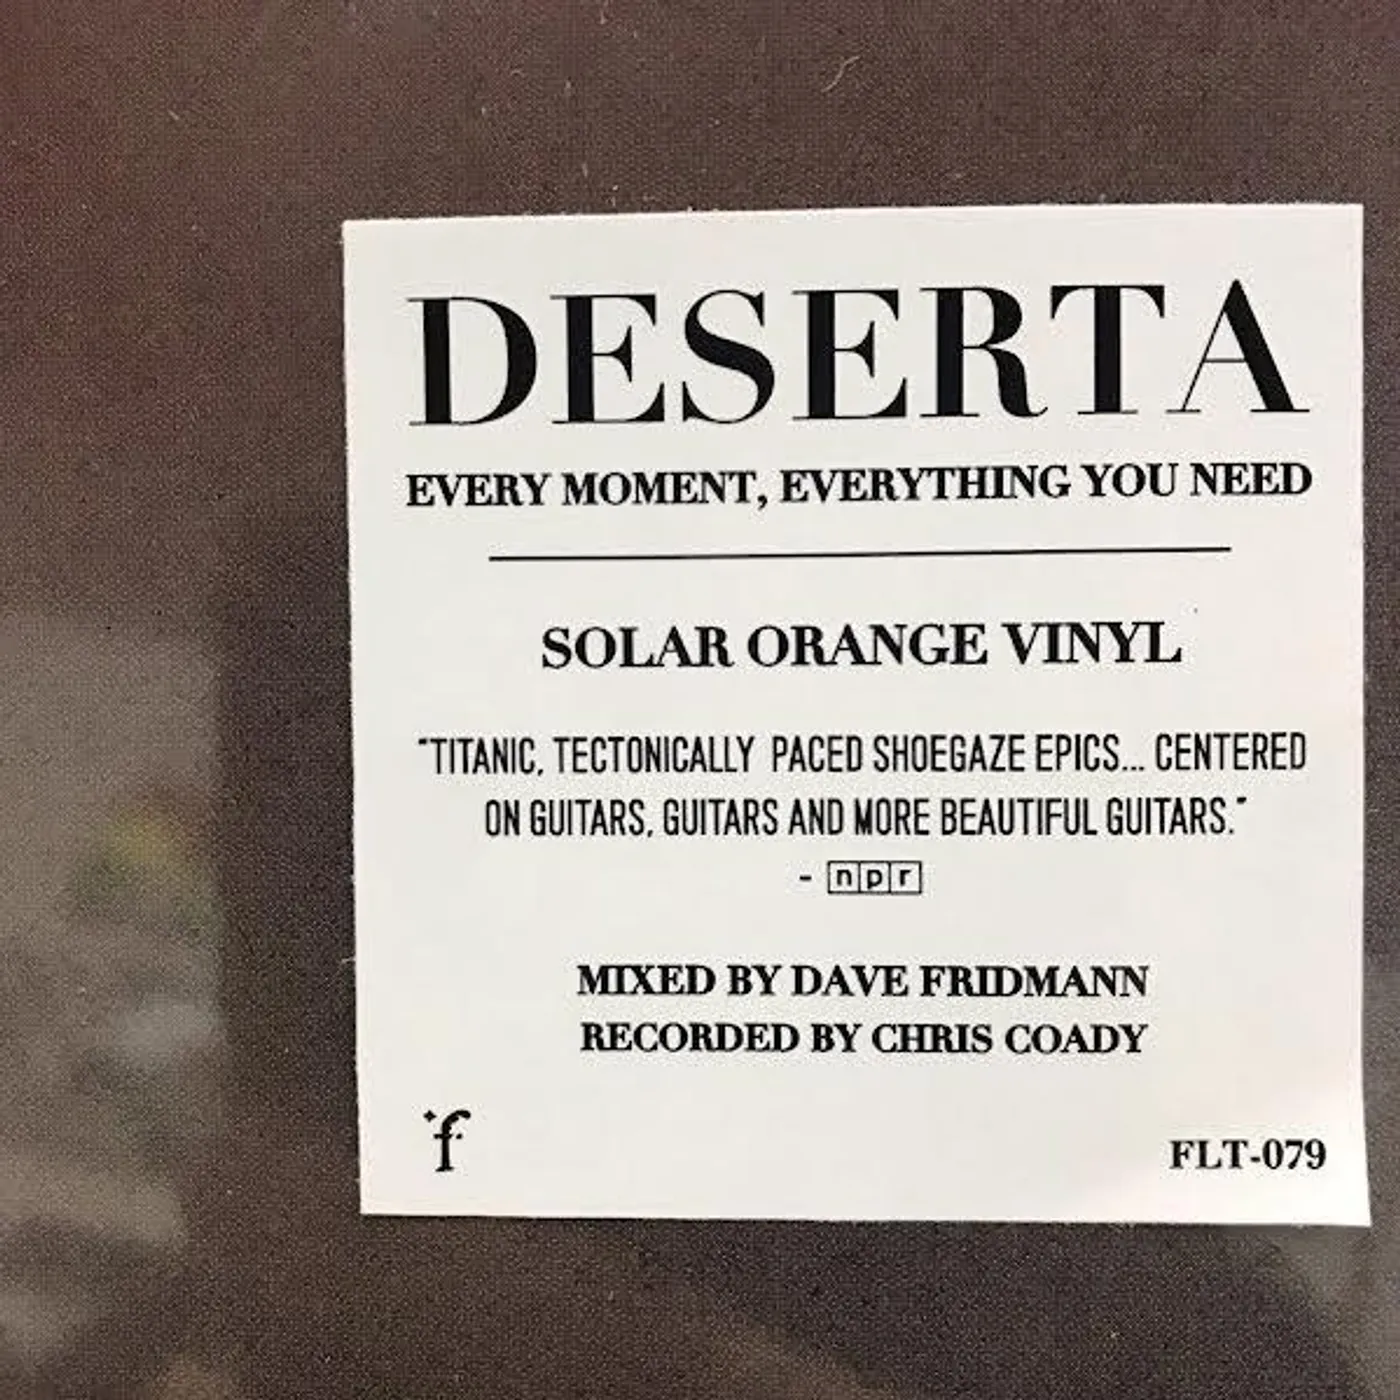 DESERTA
EVERY MOMENT, EVERYTHING YOU NEED
SOLAR ORANGE VINYL
"TITANIC, TECTONICALLY PACED SHOEGAZE EPICS... CENTERED
ON GUITARS, GUITARS AND MORE BEAUTIFUL GUITARS."
- npr
MIXED BY DAVE FRIDMANN
RECORDED BY CHRIS COADY
f
FLT-079